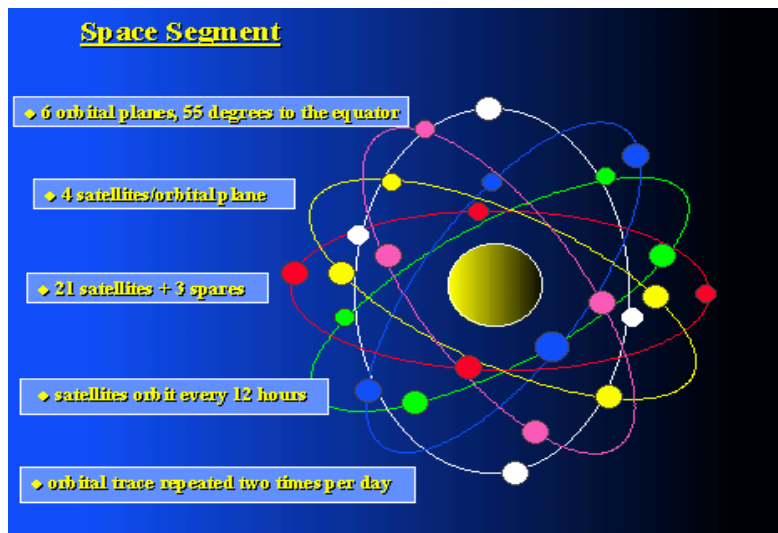 Space Segment
◆ 6 orbital planes, 55 degrees to the equator
◆ 4 satellites/orbital plane
◆ 21 satellites + 3 spares
◆ satellites orbit every 12 hours
◆ orbital trace repeated two times per day